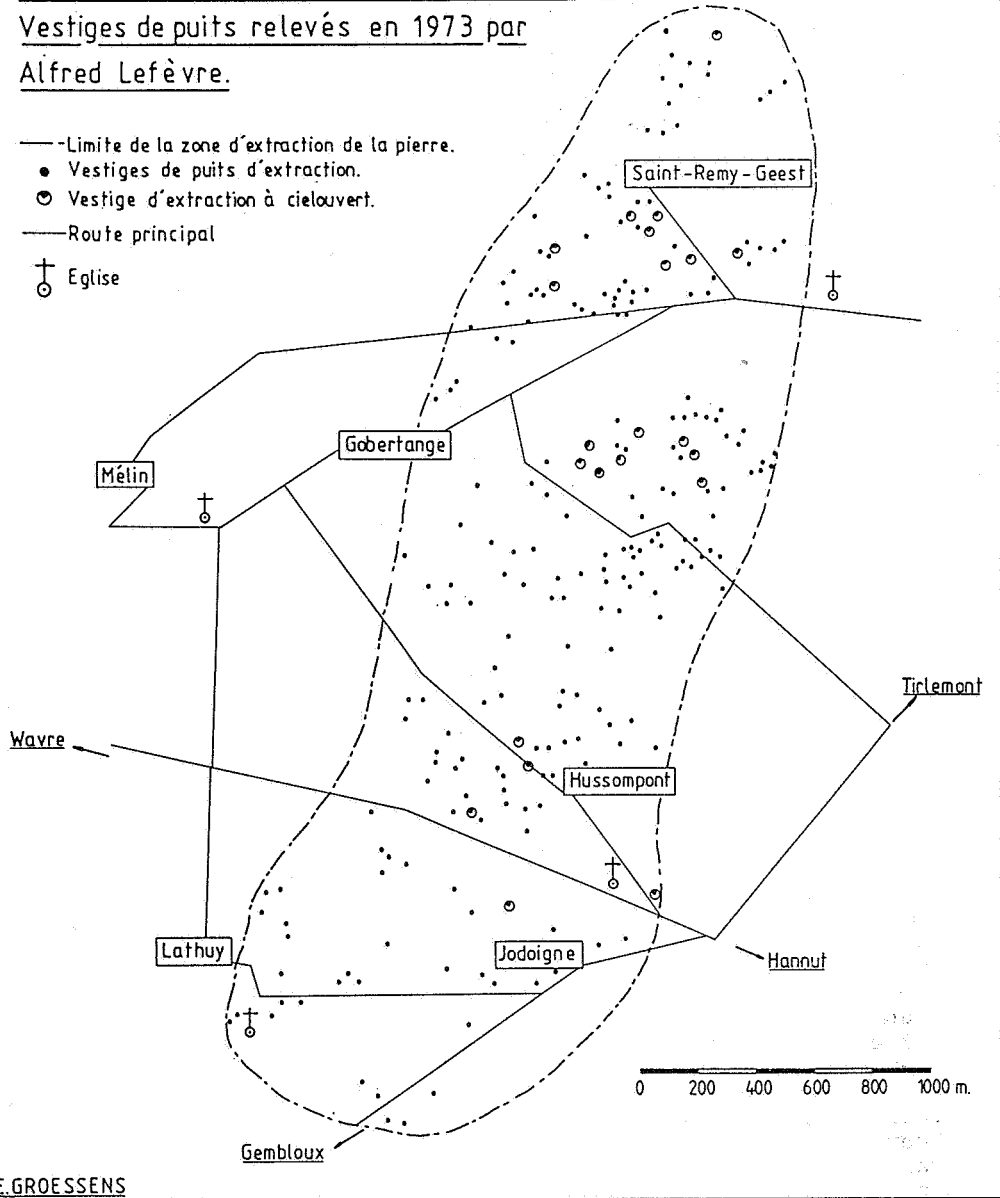 Vestiges de puits relevés en 1973 par
Alfred Lefèvre.
-Limite de la zone d'extraction de la pierre.
Vestiges de puits d'extraction.
Vestige d'extraction à cielouvert.
Route principal
Eglise
Saint-Remy-Geest
Gobertange
Mélin
Tirlemont
Wavre
Hussompont
Lathuy
Jodoigne
Hannut
0 200 400 600 800 1000 m.
Gembloux
E.GROESSENS